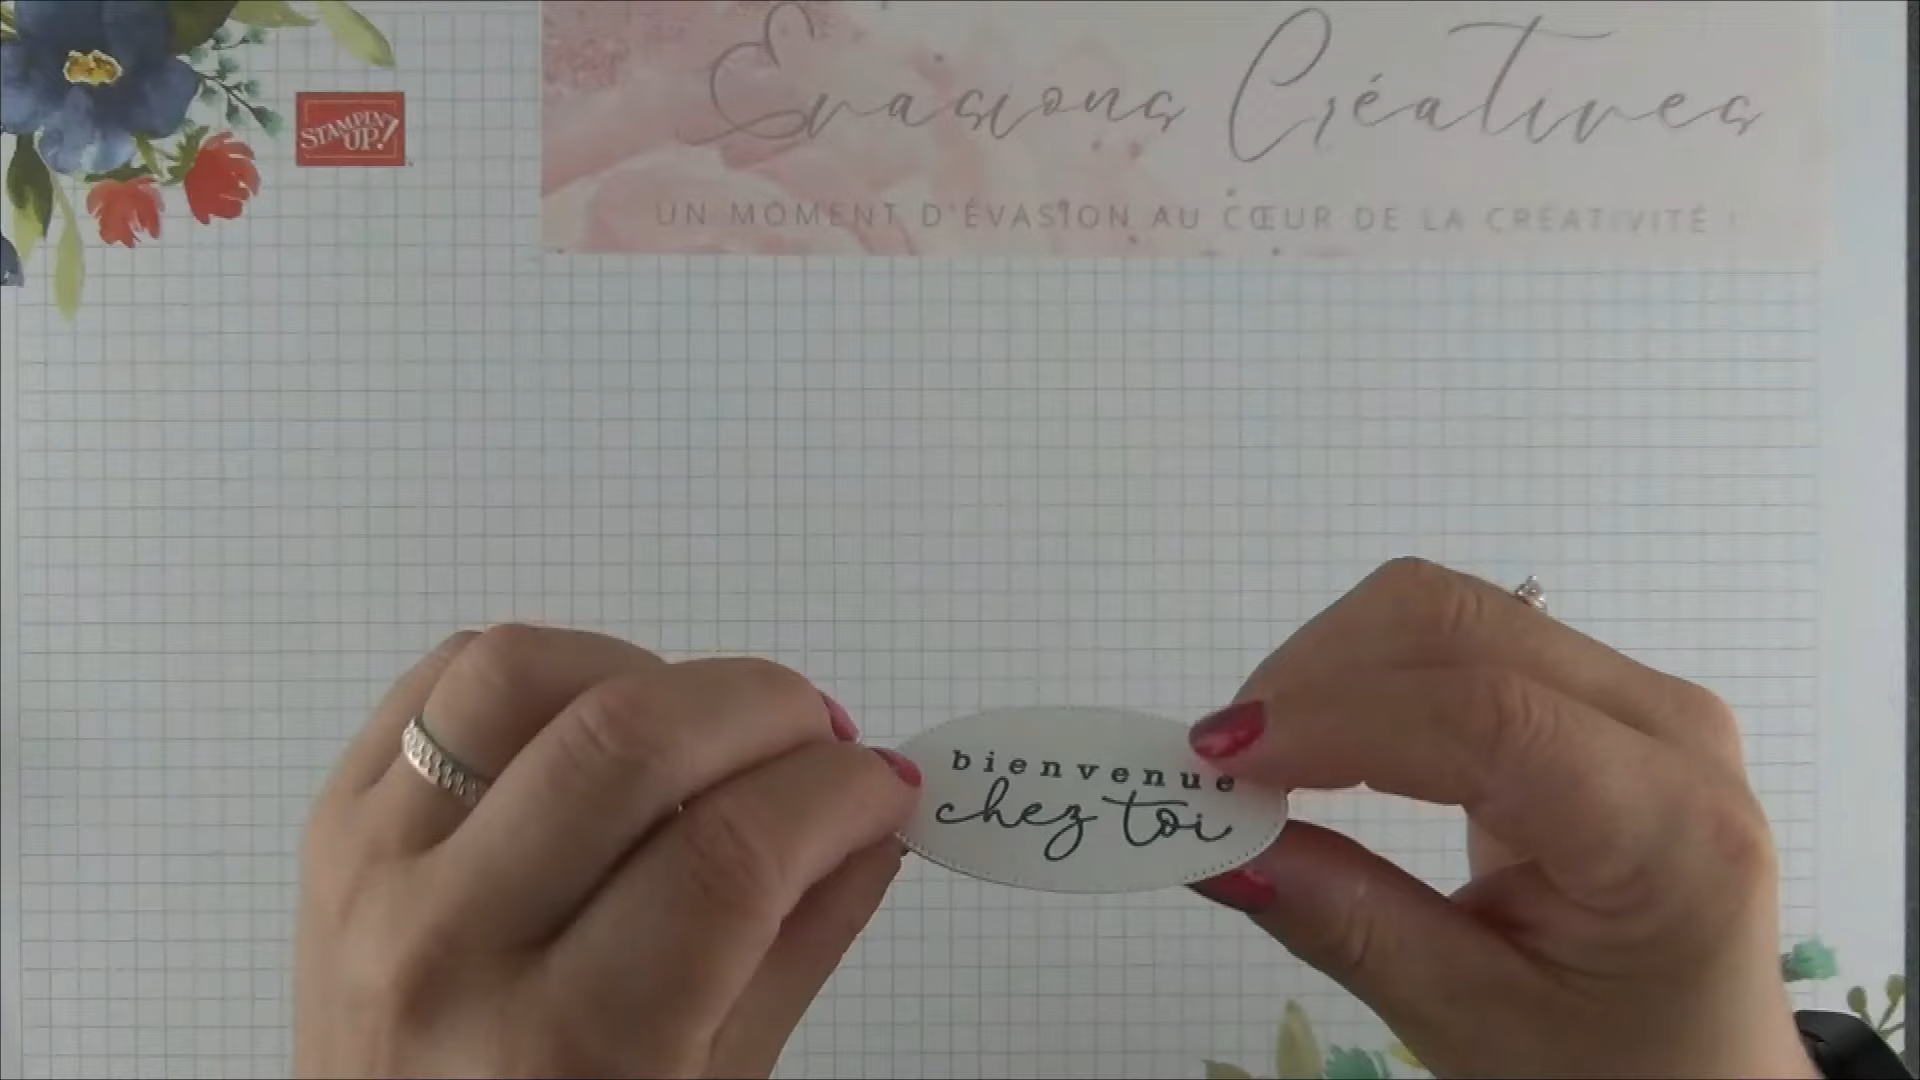 Evasions Créatives
STAMPIN'
UP!
UN MOMENT D'ÉVASION AU CŒUR DE LA CRÉATIVITÉ !
bienvenue
chez toi